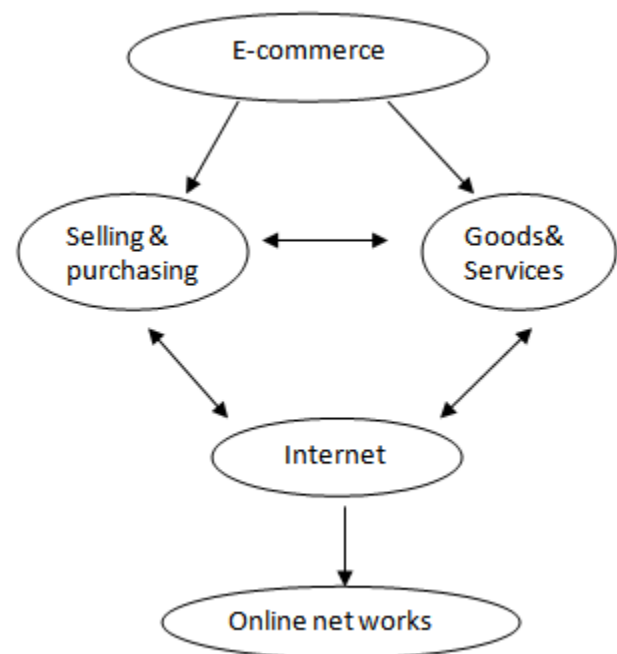 E-commerce
Selling &
purchasing
Goods&
Services
Internet
Online net works